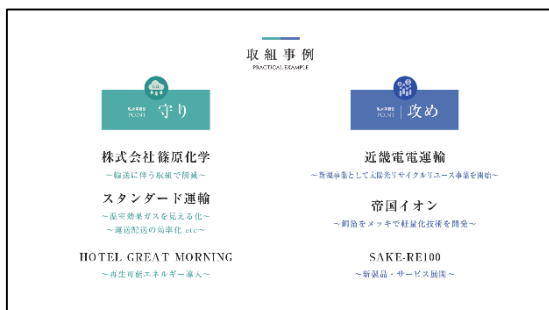 取組事例
PRACTICAL EXAMPLE
POINT
守り
株式会社篠原化学
〜輸送に伴う取組で削減〜
スタンダード運輸
〜温室効果ガスを見える化〜
〜運送配送の効率化 etc〜
HOTEL GREAT MORNING
〜再生可能エネルギー導入〜
POINT
攻め
近畿電電運輸
〜新規事業として太陽光リサイクルリユース事業を開始〜
帝国イオン
〜銅箔をメッキで軽量化技術を開発〜
SAKE-RE100
〜新製品・サービス展開〜